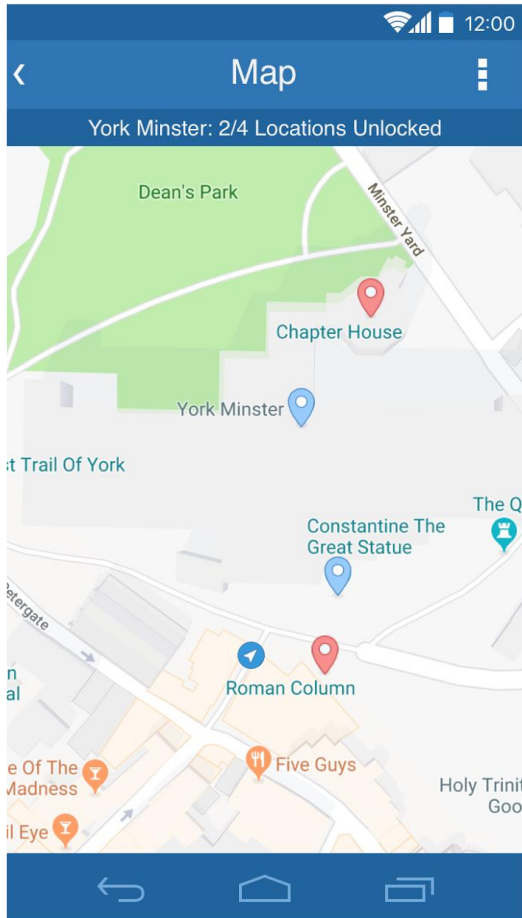 12:00
Map
York Minster: 2/4 Locations Unlocked
Dean's Park
Minster Yard
Chapter House
York Minster
st Trail Of York
The Q
Constantine The
Great Statue
Petergate
n
al
Roman Column
Five Guys
e Of The
Madness
Holy Trinit
Goo
il Eye